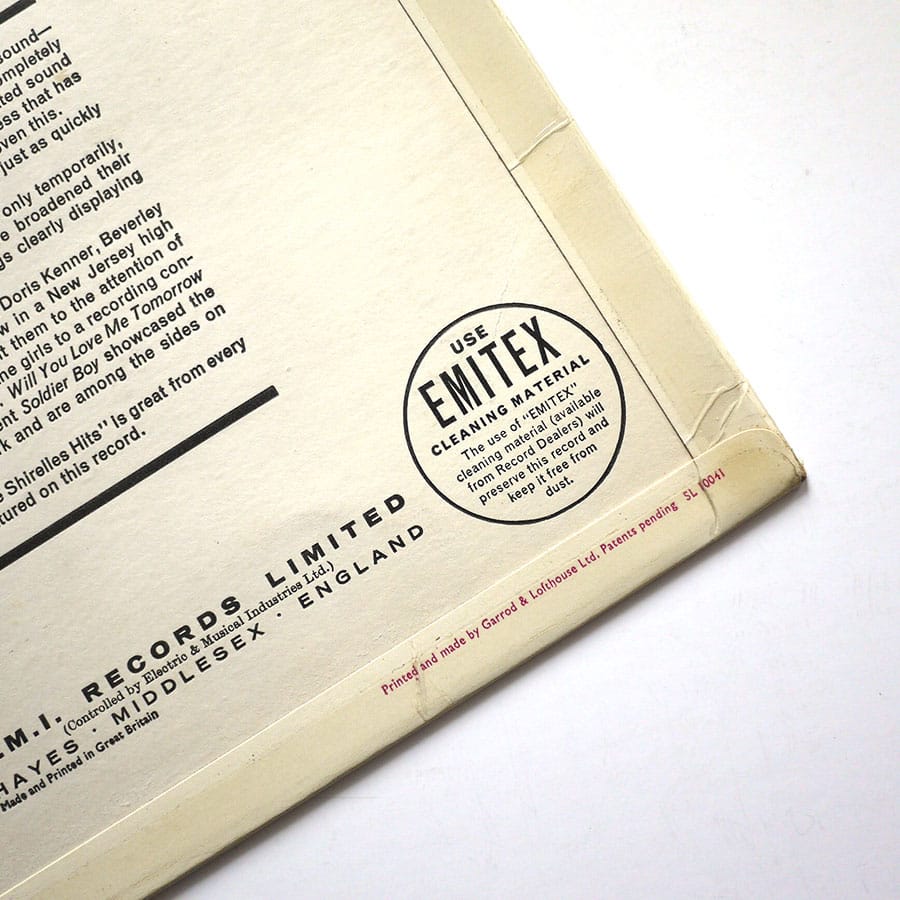 sound—
completely
ted sound
ess that has
ven this.
just as quickly
only temporarily,
e broadened their
gs clearly displaying
Doris Kenner, Beverley
w in a New Jersey high
t them to the attention of
ne girls to a recording con-
. Will You Love Me Tomorrow
ent Soldier Boy showcased the
k and are among the sides on
e Shirelles Hits" is great from every
tured on this record.
USE
EMITEX
CLEANING MATERIAL
The use of "EMITEX"
cleaning material (available
from Record Dealers) will
preserve this record and
keep it free from
dust.
.M.I. RECORDS LIMITED
(Controlled by Electric & Musical Industries Ltd.)
HAYES · MIDDLESEX · ENGLAND
Made and Printed in Great Britain
Printed and made by Garrod & Lofthouse Ltd. Patents pending SL 10041